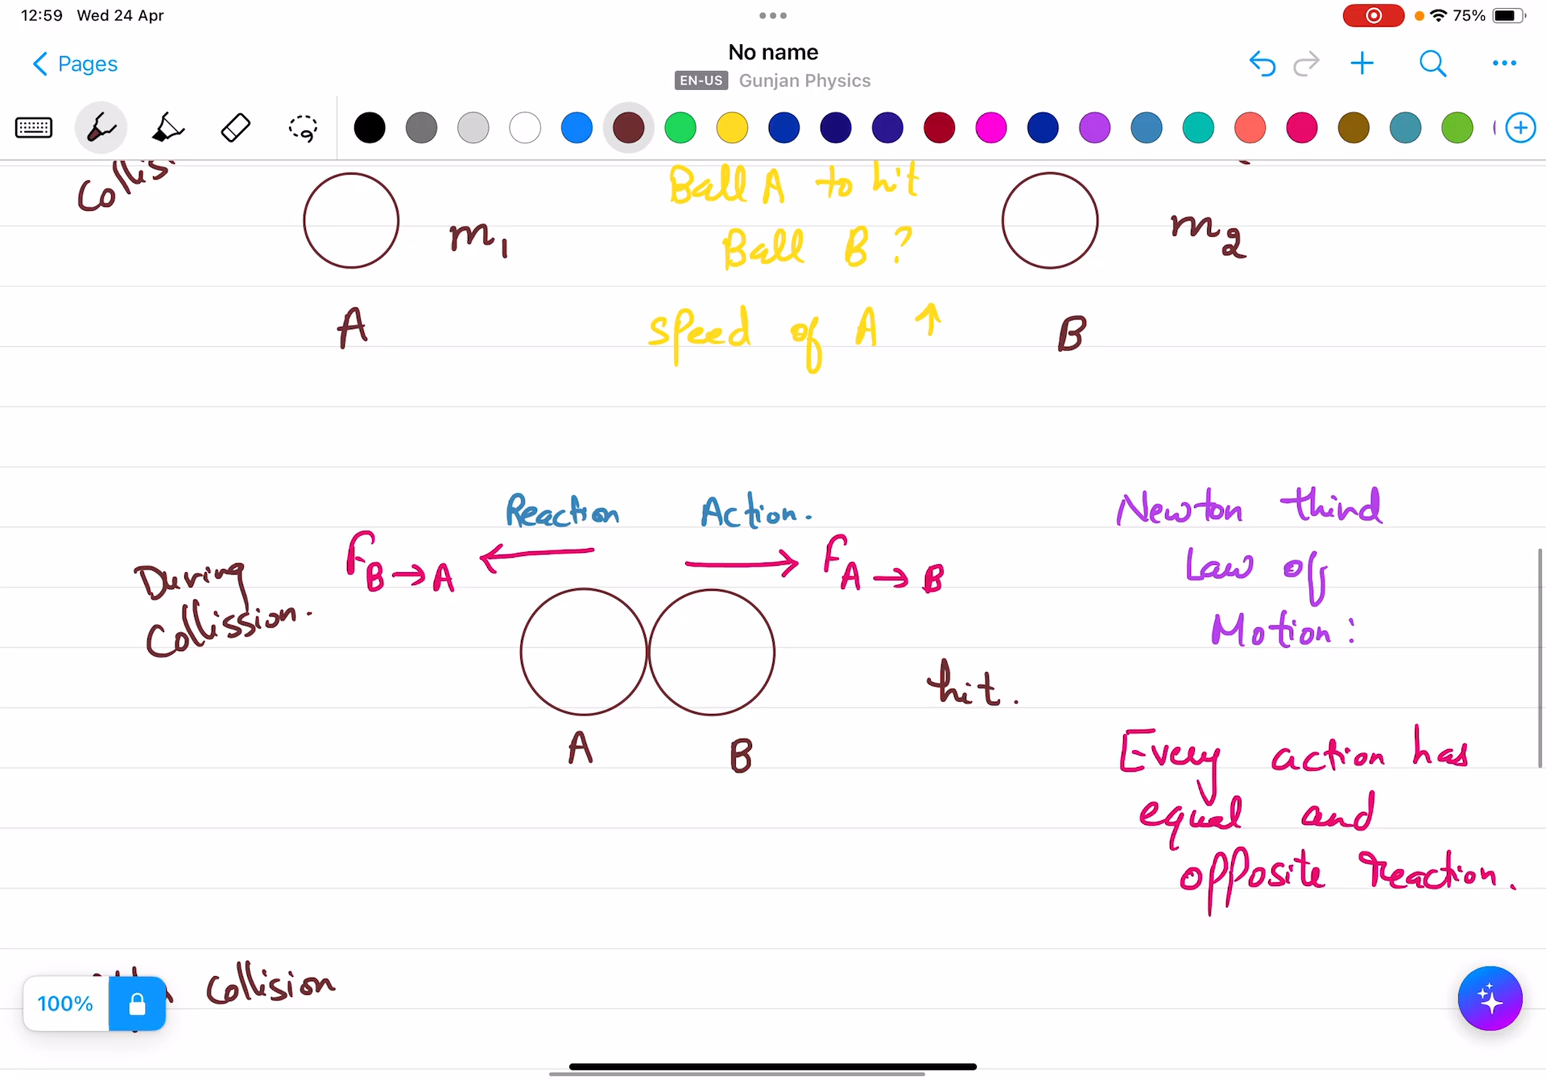 12:59 Wed 24 Apr
75%
Pages
No name
EN-US Gunjan Physics
Collis
Ball A to hit
Ball B ?
m1
m2
speed of A ↑
A
B
Reaction
Action.
Newton third
Law of
Motion :
FB→A
FA→B
During
Collission.
hit.
A
B
Every action has
equal and
opposite reaction.
collision
100%